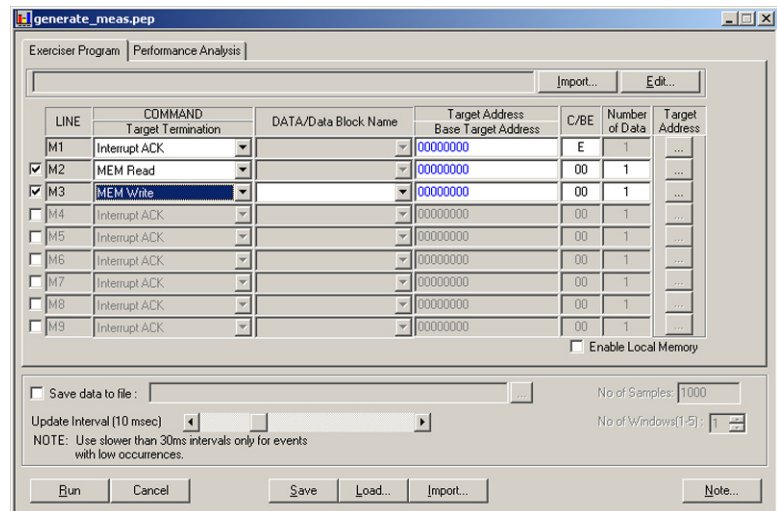 generate_meas.pep
Exerciser Program Performance Analysis
Import... Edit...
LINE COMMAND DATA/Data Block Name Target Address C/BE Number of Data Target Address
Target Termination Base Target Address
M1 Interrupt ACK 00000000 E 1 ...
M2 MEM Read 00000000 00 1 ...
M3 MEM Write 00000000 00 1 ...
M4 Interrupt ACK 00000000 00 1 ...
M5 Interrupt ACK 00000000 00 1 ...
M6 Interrupt ACK 00000000 00 1 ...
M7 Interrupt ACK 00000000 00 1 ...
M8 Interrupt ACK 00000000 00 1 ...
M9 Interrupt ACK 00000000 00 1 ...
Enable Local Memory
Save data to file : ... No of Samples: 1000
Update Interval (10 msec) No of Windows(1-5) : 1
NOTE: Use slower than 30ms intervals only for events
with low occurrences.
Run Cancel Save Load... Import... Note...